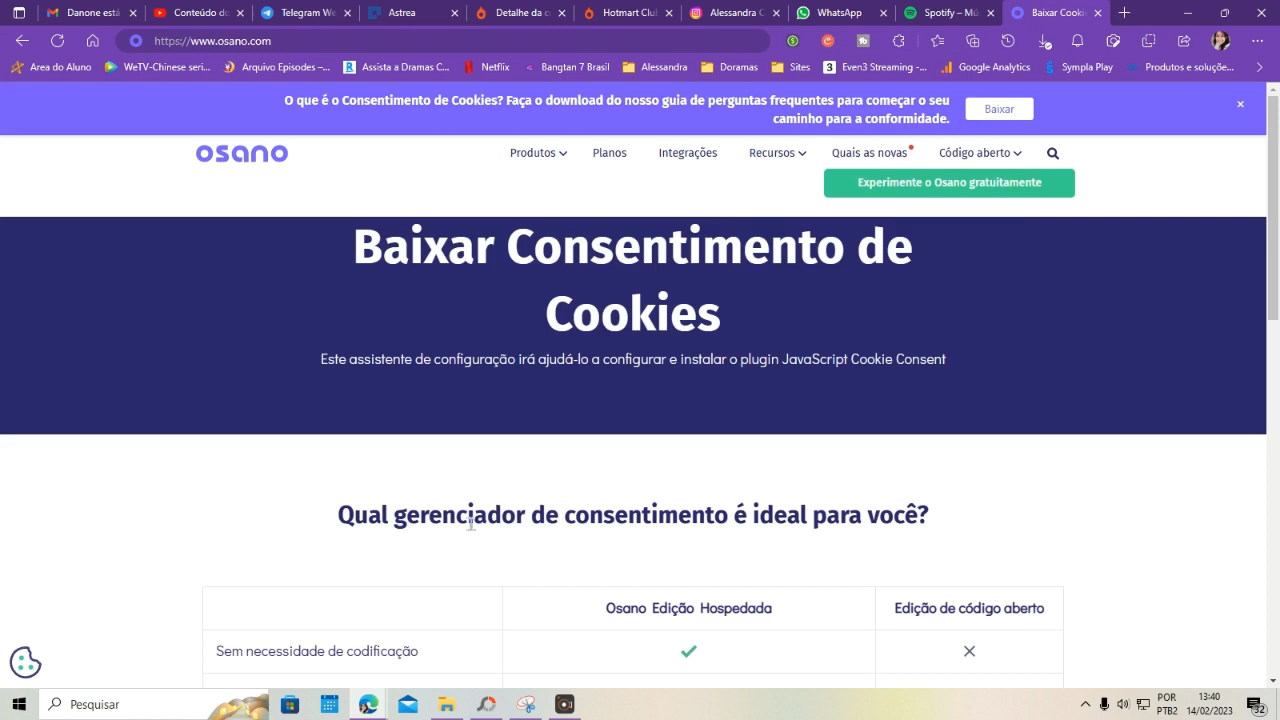 Danone está
Conteúdo do
Telegram We
Astrea
Detalhe da c
Hotmart Clul
Alessandra C
WhatsApp
Spotify – Mú
Baixar Cooki
https://www.osano.com
Area do Aluno
WeTV-Chinese seri...
Arquivo Episodes –...
Assista a Dramas C...
Netflix
Bangtan 7 Brasil
Alessandra
Doramas
Sites
Even3 Streaming -...
Google Analytics
Sympla Play
Produtos e soluçõe...
O que é o Consentimento de Cookies? Faça o download do nosso guia de perguntas frequentes para começar o seu
caminho para a conformidade.
Baixar
osano
Produtos
Planos
Integrações
Recursos
Quais as novas
Código aberto
Experimente o Osano gratuitamente
Baixar Consentimento de
Cookies
Este assistente de configuração irá ajudá-lo a configurar e instalar o plugin JavaScript Cookie Consent
Qual gerenciador de consentimento é ideal para você?
Osano Edição Hospedada
Edição de código aberto
Sem necessidade de codificação
Pesquisar
POR
PTB2
13:40
14/02/2023
32